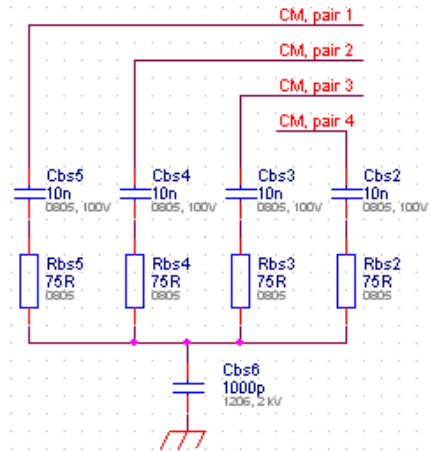 CM, pair 1
CM, pair 2
CM, pair 3
CM, pair 4
Cbs5 Cbs4 Cbs3 Cbs2
10n 10n 10n 10n
0805, 100V 0805, 100V 0805, 100V 0805, 100V
Rbs5 Rbs4 Rbs3 Rbs2
75R 75R 75R 75R
0805 0805 0805 0805
Cbs6
1000p
1206, 2kV